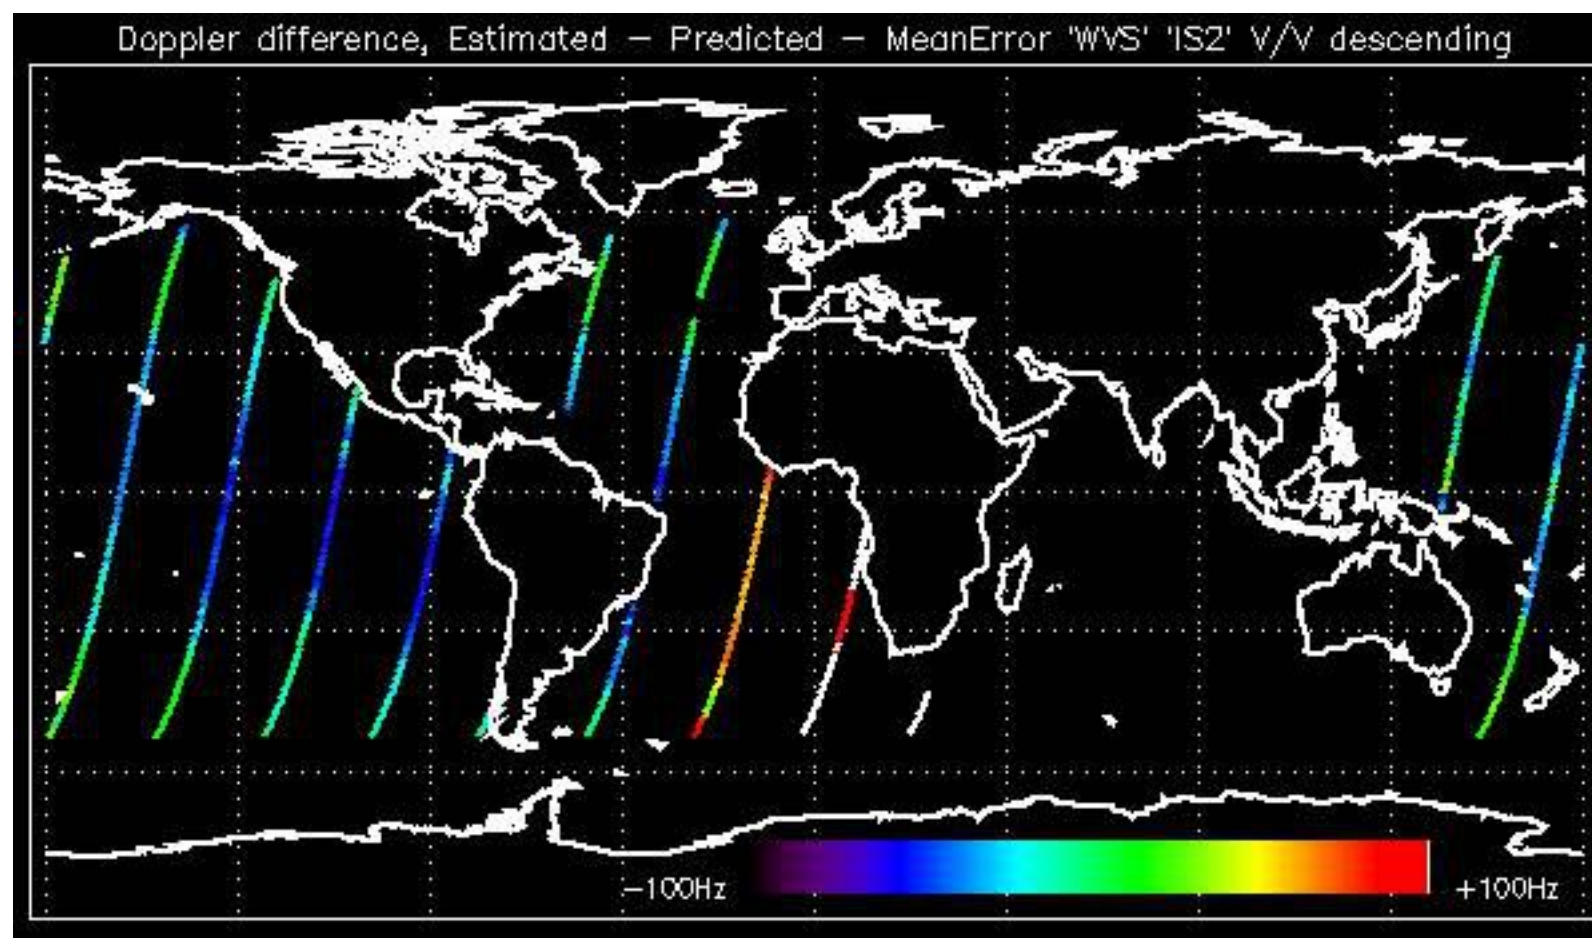 Doppler difference, Estimated – Predicted – MeanError 'WVS' 'IS2' V/V descending
–100Hz
+100Hz